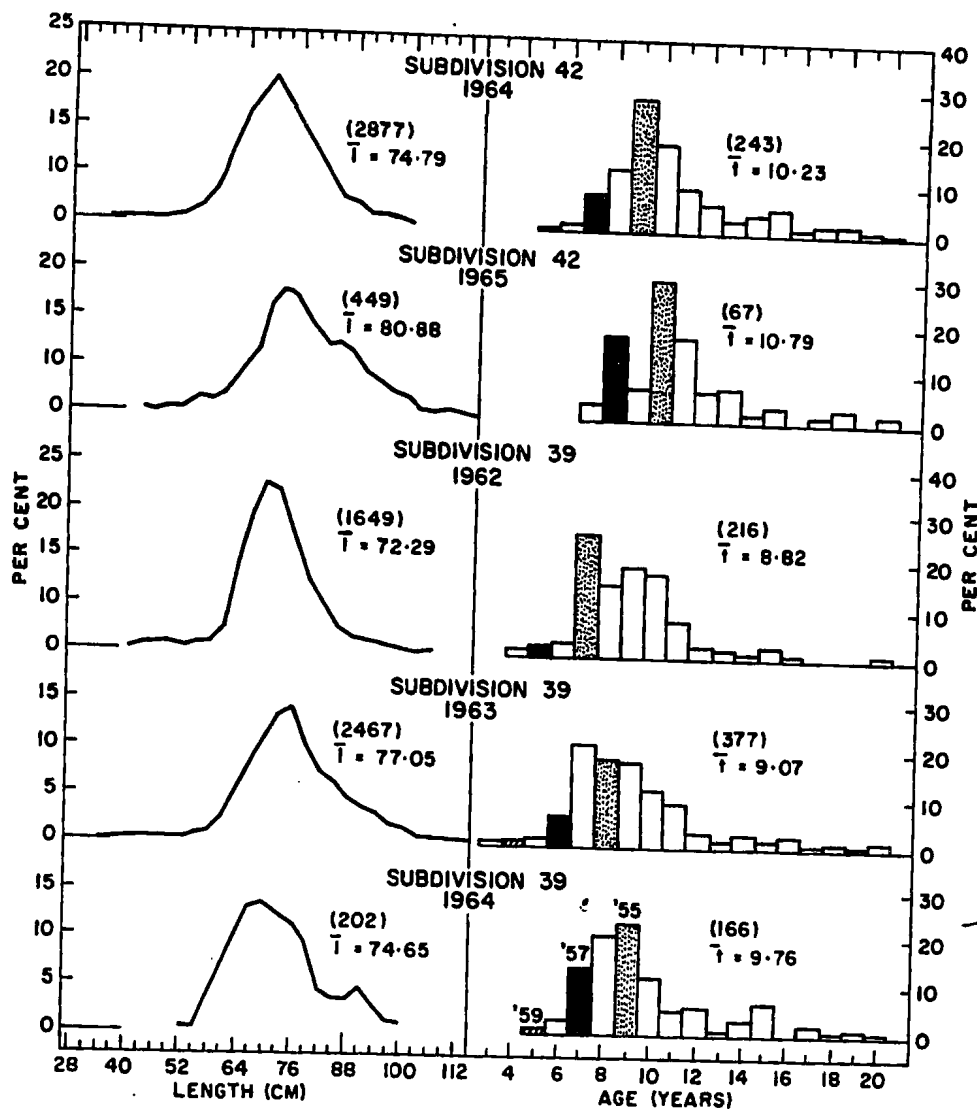 25
20
15
10
0
SUBDIVISION 42
1964
(2877)
l̄ = 74·79
(243)
t̄ = 10·23
40
30
20
10
0
20
15
10
0
SUBDIVISION 42
1965
(449)
l̄ = 80·88
(67)
t̄ = 10·79
30
20
10
0
25
20
15
10
0
SUBDIVISION 39
1962
(1649)
l̄ = 72·29
(216)
t̄ = 8·82
40
30
20
10
0
PER CENT
PER CENT
15
10
5
0
SUBDIVISION 39
1963
(2467)
l̄ = 77·05
(377)
t̄ = 9·07
30
20
10
0
15
10
5
0
SUBDIVISION 39
1964
(202)
l̄ = 74·65
'59
'57
'55
(166)
t̄ = 9·76
30
20
10
0
28 40 52 64 76 88 100 112
LENGTH (CM)
4 6 8 10 12 14 16 18 20
AGE (YEARS)